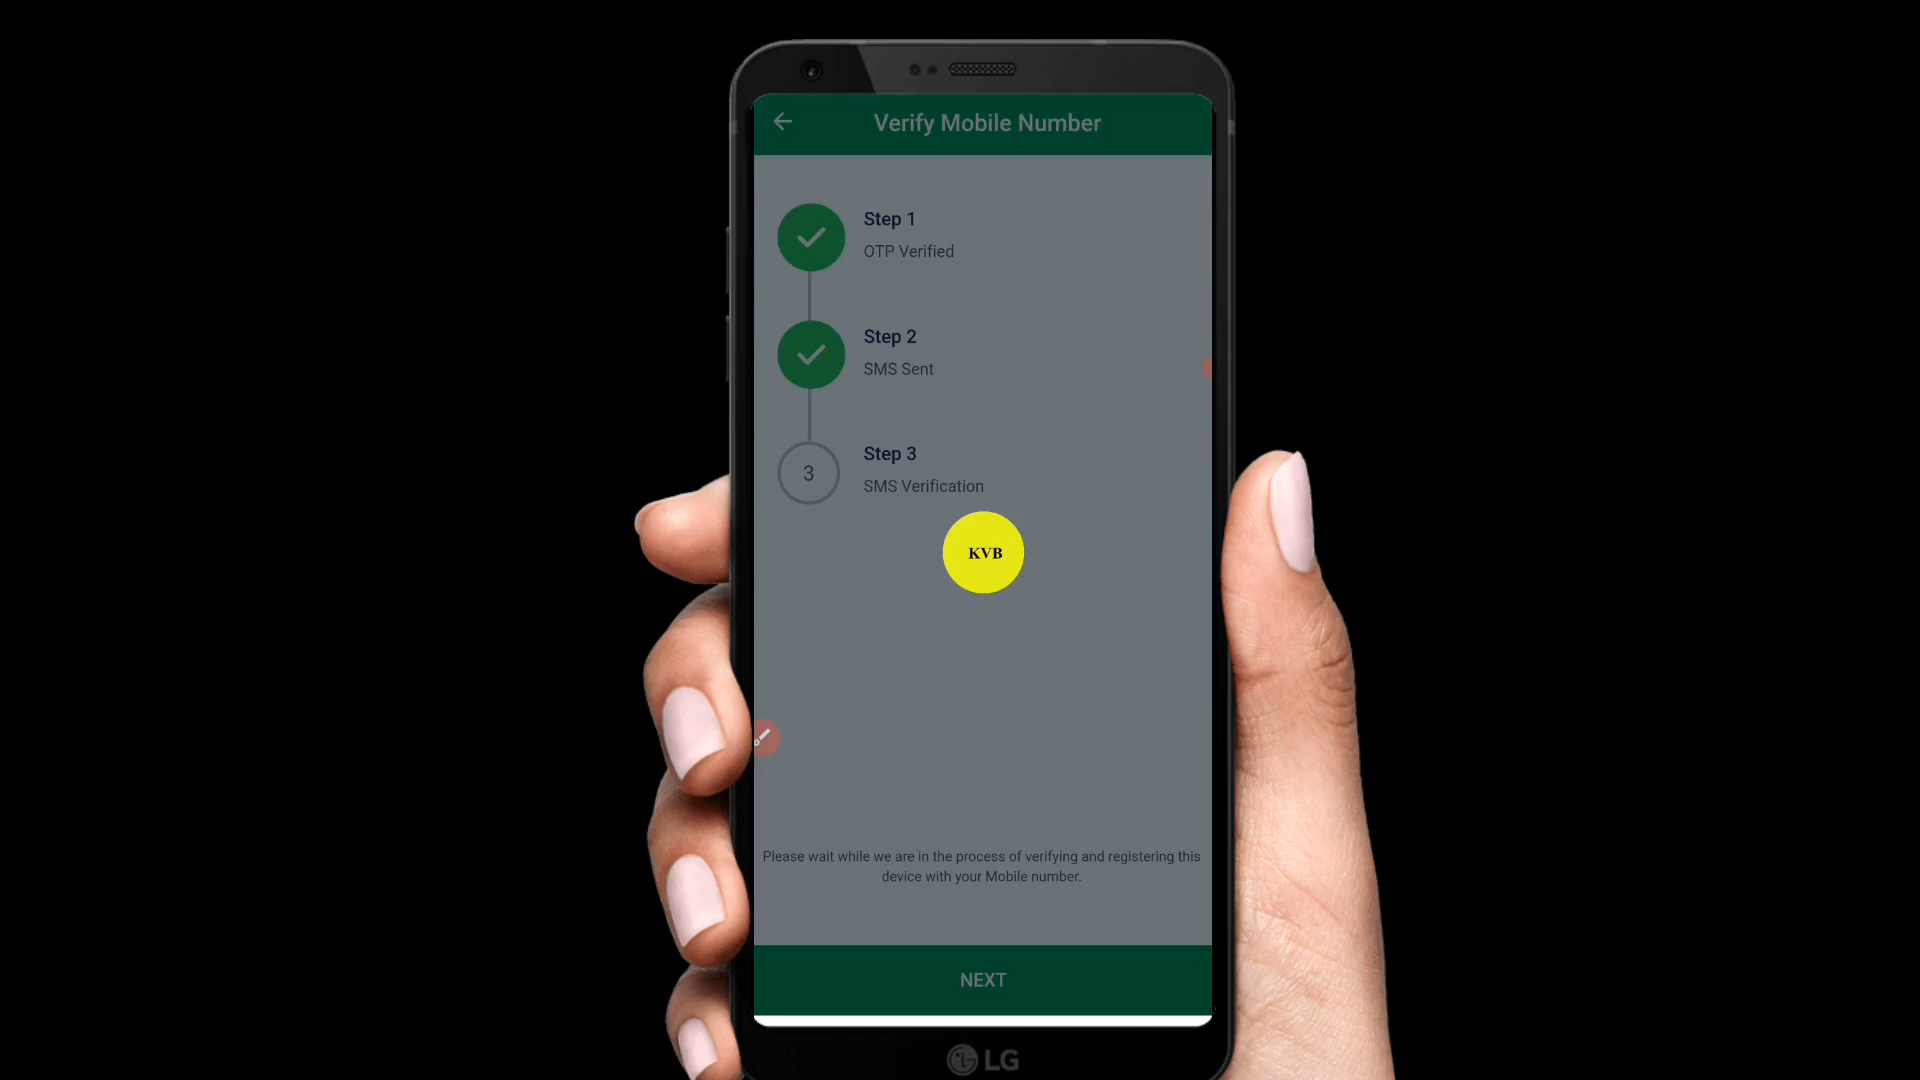 Verify Mobile Number
Step 1
OTP Verified
Step 2
SMS Sent
3
Step 3
SMS Verification
KVB
Please wait while we are in the process of verifying and registering this
device with your Mobile number.
NEXT
LG